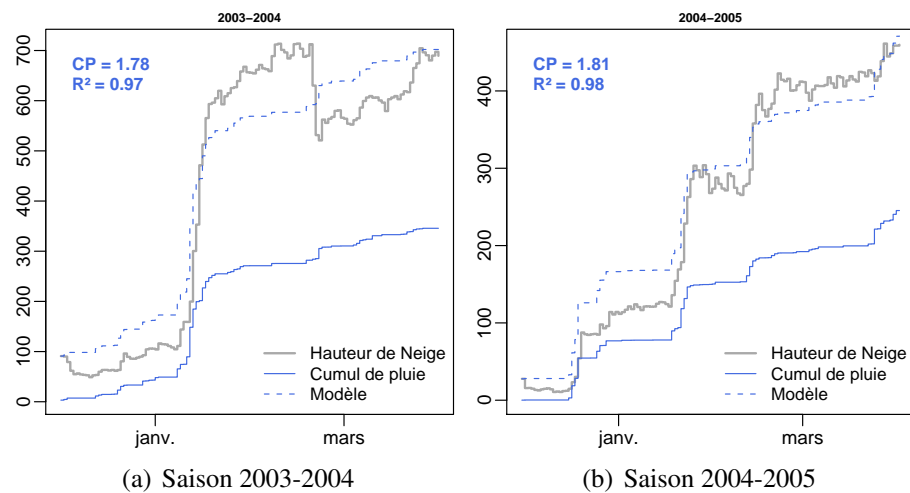 2003−2004
CP = 1.78
R² = 0.97
700
600
500
400
300
200
100
0
janv.
mars
Hauteur de Neige
Cumul de pluie
Modèle
(a) Saison 2003-2004
2004−2005
CP = 1.81
R² = 0.98
400
300
200
100
0
janv.
mars
Hauteur de Neige
Cumul de pluie
Modèle
(b) Saison 2004-2005